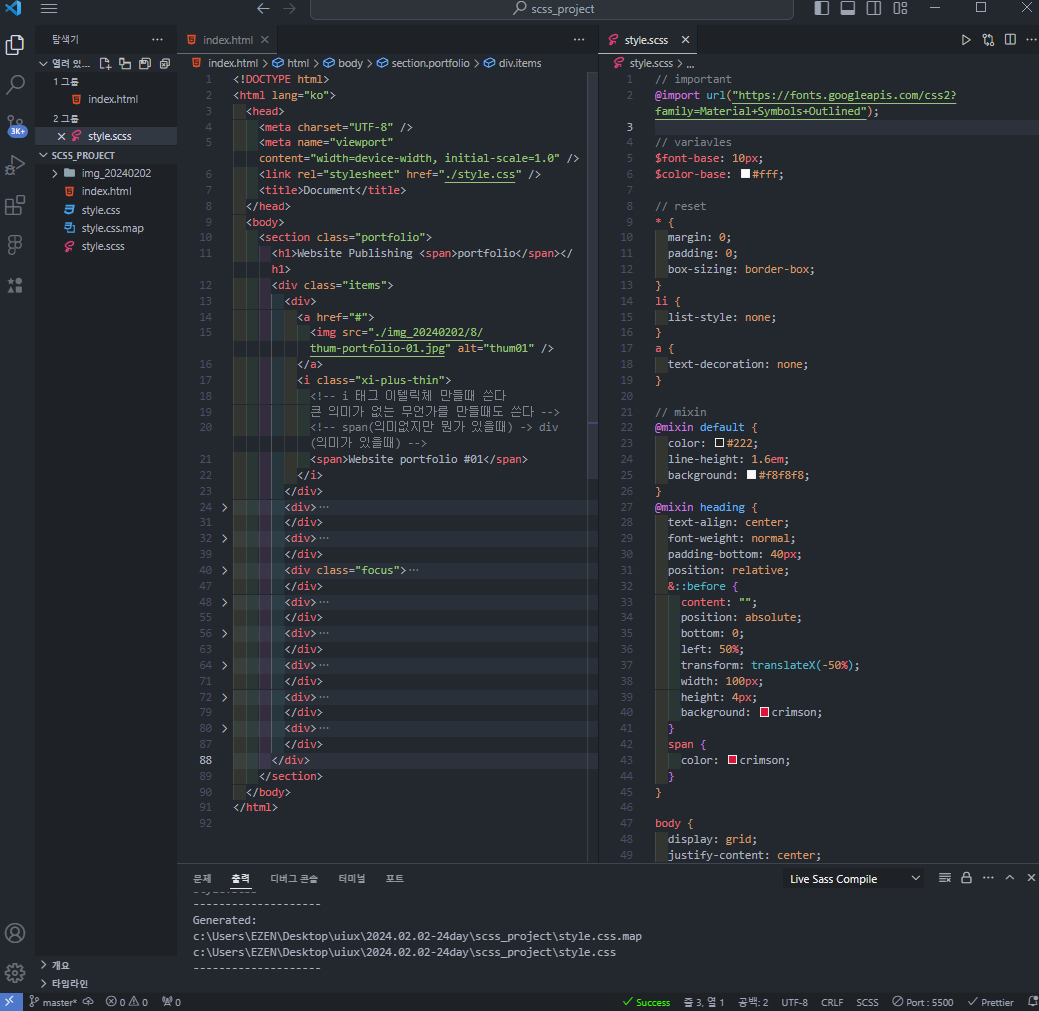 scss_project
탐색기
열려 있...
1 그룹
index.html
2 그룹
style.scss
SCSS_PROJECT
img_20240202
index.html
style.css
style.css.map
style.scss
3K+
개요
타임라인
index.html
index.html > html > body > section.portfolio > div.items
1 <!DOCTYPE html>
2 <html lang="ko">
3 <head>
4 <meta charset="UTF-8" />
5 <meta name="viewport"
content="width=device-width, initial-scale=1.0" />
6 <link rel="stylesheet" href="./style.css" />
7 <title>Document</title>
8 </head>
9 <body>
10 <section class="portfolio">
11 <h1>Website Publishing <span>portfolio</span></
h1>
12 <div class="items">
13 <div>
14 <a href="#">
15 <img src="./img_20240202/8/
thum-portfolio-01.jpg" alt="thum01" />
16 </a>
17 <i class="xi-plus-thin">
18 <!-- i 태그 이텔릭체 만들때 쓴다
19 큰 의미가 없는 무언가를 만들때도 쓴다 -->
20 <!-- span(의미없지만 뭔가 있을때) -> div
(의미가 있을때) -->
21 <span>Website portfolio #01</span>
22 </i>
23 </div>
24 <div>···
31 </div>
32 <div>···
39 </div>
40 <div class="focus">···
47 </div>
48 <div>···
55 </div>
56 <div>···
63 </div>
64 <div>···
71 </div>
72 <div>···
79 </div>
80 <div>···
87 </div>
88 </div>
89 </section>
90 </body>
91 </html>
92
style.scss
style.scss > ...
1 // important
2 @import url("https://fonts.googleapis.com/css2?
family=Material+Symbols+Outlined");
3
4 // variavles
5 $font-base: 10px;
6 $color-base: #fff;
7
8 // reset
9 * {
10 margin: 0;
11 padding: 0;
12 box-sizing: border-box;
13 }
14 li {
15 list-style: none;
16 }
17 a {
18 text-decoration: none;
19 }
20
21 // mixin
22 @mixin default {
23 color: #222;
24 line-height: 1.6em;
25 background: #f8f8f8;
26 }
27 @mixin heading {
28 text-align: center;
29 font-weight: normal;
30 padding-bottom: 40px;
31 position: relative;
32 &::before {
33 content: "";
34 position: absolute;
35 bottom: 0;
36 left: 50%;
37 transform: translateX(-50%);
38 width: 100px;
39 height: 4px;
40 background: crimson;
41 }
42 span {
43 color: crimson;
44 }
45 }
46
47 body {
48 display: grid;
49 justify-content: center;
문제 출력 디버그 콘솔 터미널 포트
Live Sass Compile
--------------------
Generated:
c:\Users\EZEN\Desktop\uiux\2024.02.02-24day\scss_project\style.css.map
c:\Users\EZEN\Desktop\uiux\2024.02.02-24day\scss_project\style.css
--------------------
master* 0 0 0 Success 줄 3, 열 1 공백: 2 UTF-8 CRLF SCSS Port : 5500 Prettier